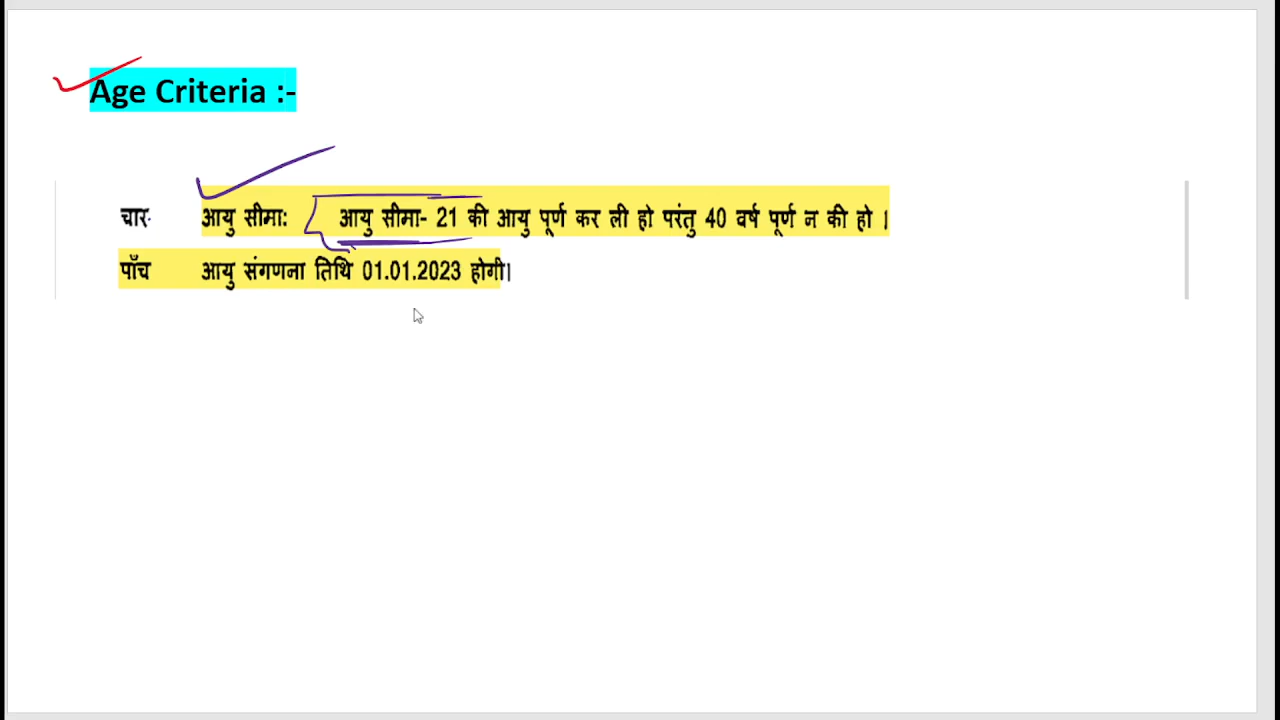 Age Criteria :-
चार- आयु सीमाः आयु सीमा- 21 की आयु पूर्ण कर ली हो परंतु 40 वर्ष पूर्ण न की हो ।
पाँच आयु संगणना तिथि 01.01.2023 होगी।